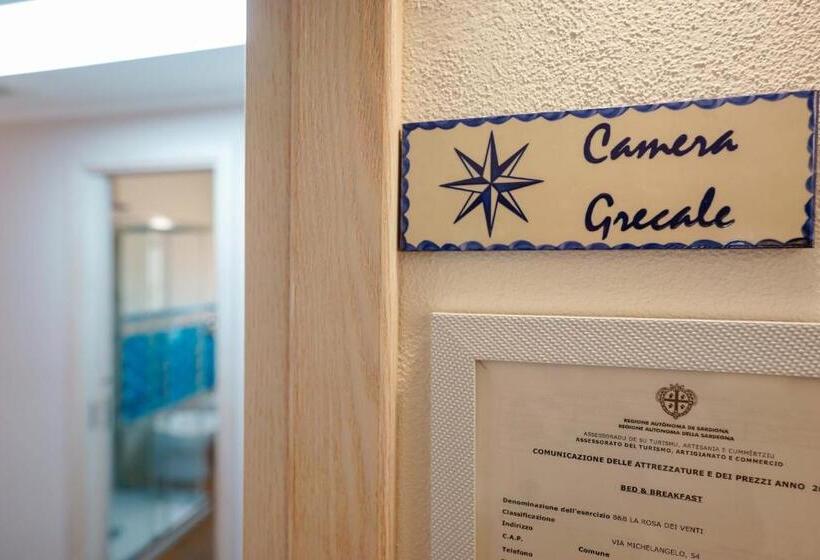 Camera
Grecale
REGIONE AUTÒNOMA DE SARDIGNA
REGIONE AUTONOMA DELLA SARDEGNA
ASSESSORADU DE SU TURISMU, ARTESANIA E CUMMÈRTZIU
ASSESSORATO DEL TURISMO, ARTIGIANATO E COMMERCIO
COMUNICAZIONE DELLE ATTREZZATURE E DEI PREZZI ANNO 2
BED & BREAKFAST
Denominazione dell'esercizio B&B LA ROSA DEI VENTI
Classificazione
Indirizzo VIA MICHELANGELO, 54
C.A.P. Comune
Telefono